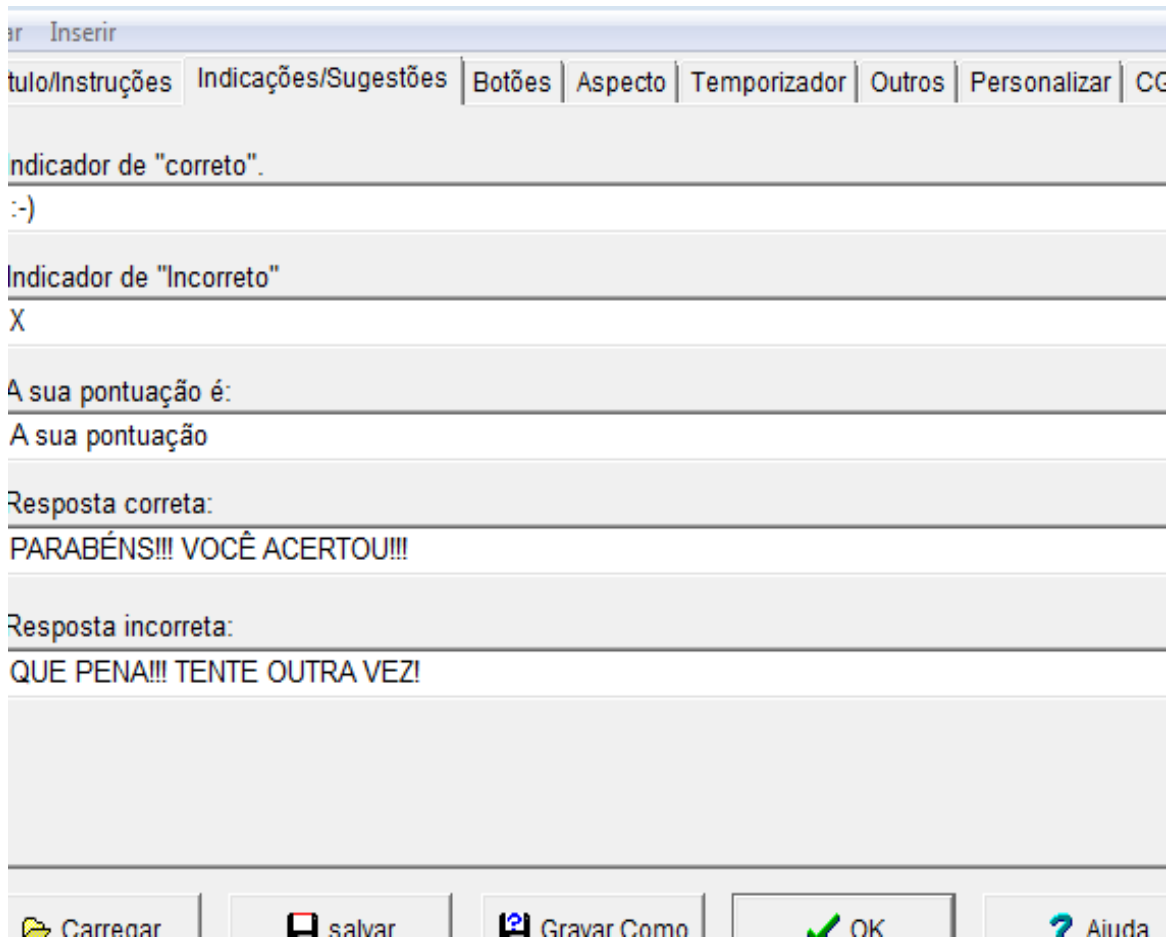 ar Inserir
tulo/Instruções Indicações/Sugestões Botões Aspecto Temporizador Outros Personalizar CG
Indicador de "correto".
:-)
Indicador de "Incorreto"
X
A sua pontuação é:
A sua pontuação
Resposta correta:
PARABÉNS!!! VOCÊ ACERTOU!!!
Resposta incorreta:
QUE PENA!!! TENTE OUTRA VEZ!
Carregar salvar Gravar Como OK Ajuda